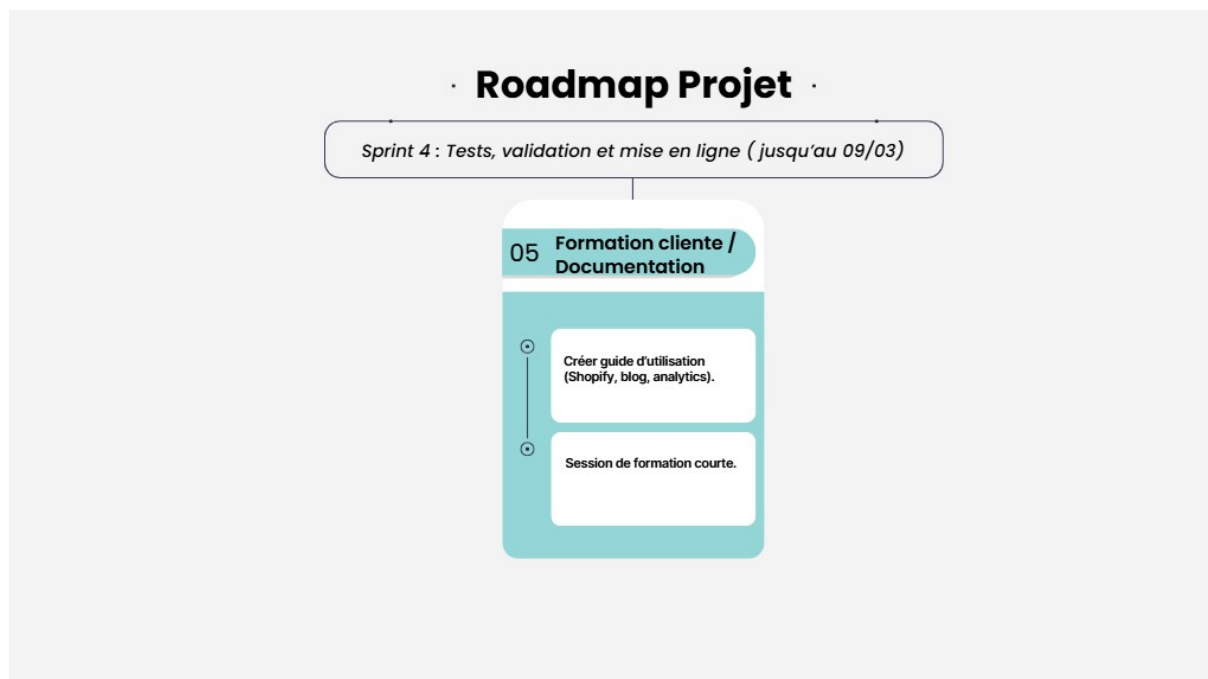 Roadmap Projet
Sprint 4 : Tests, validation et mise en ligne ( jusqu’au 09/03)
05
Formation cliente /
Documentation
Créer guide d’utilisation
(Shopify, blog, analytics).
Session de formation courte.